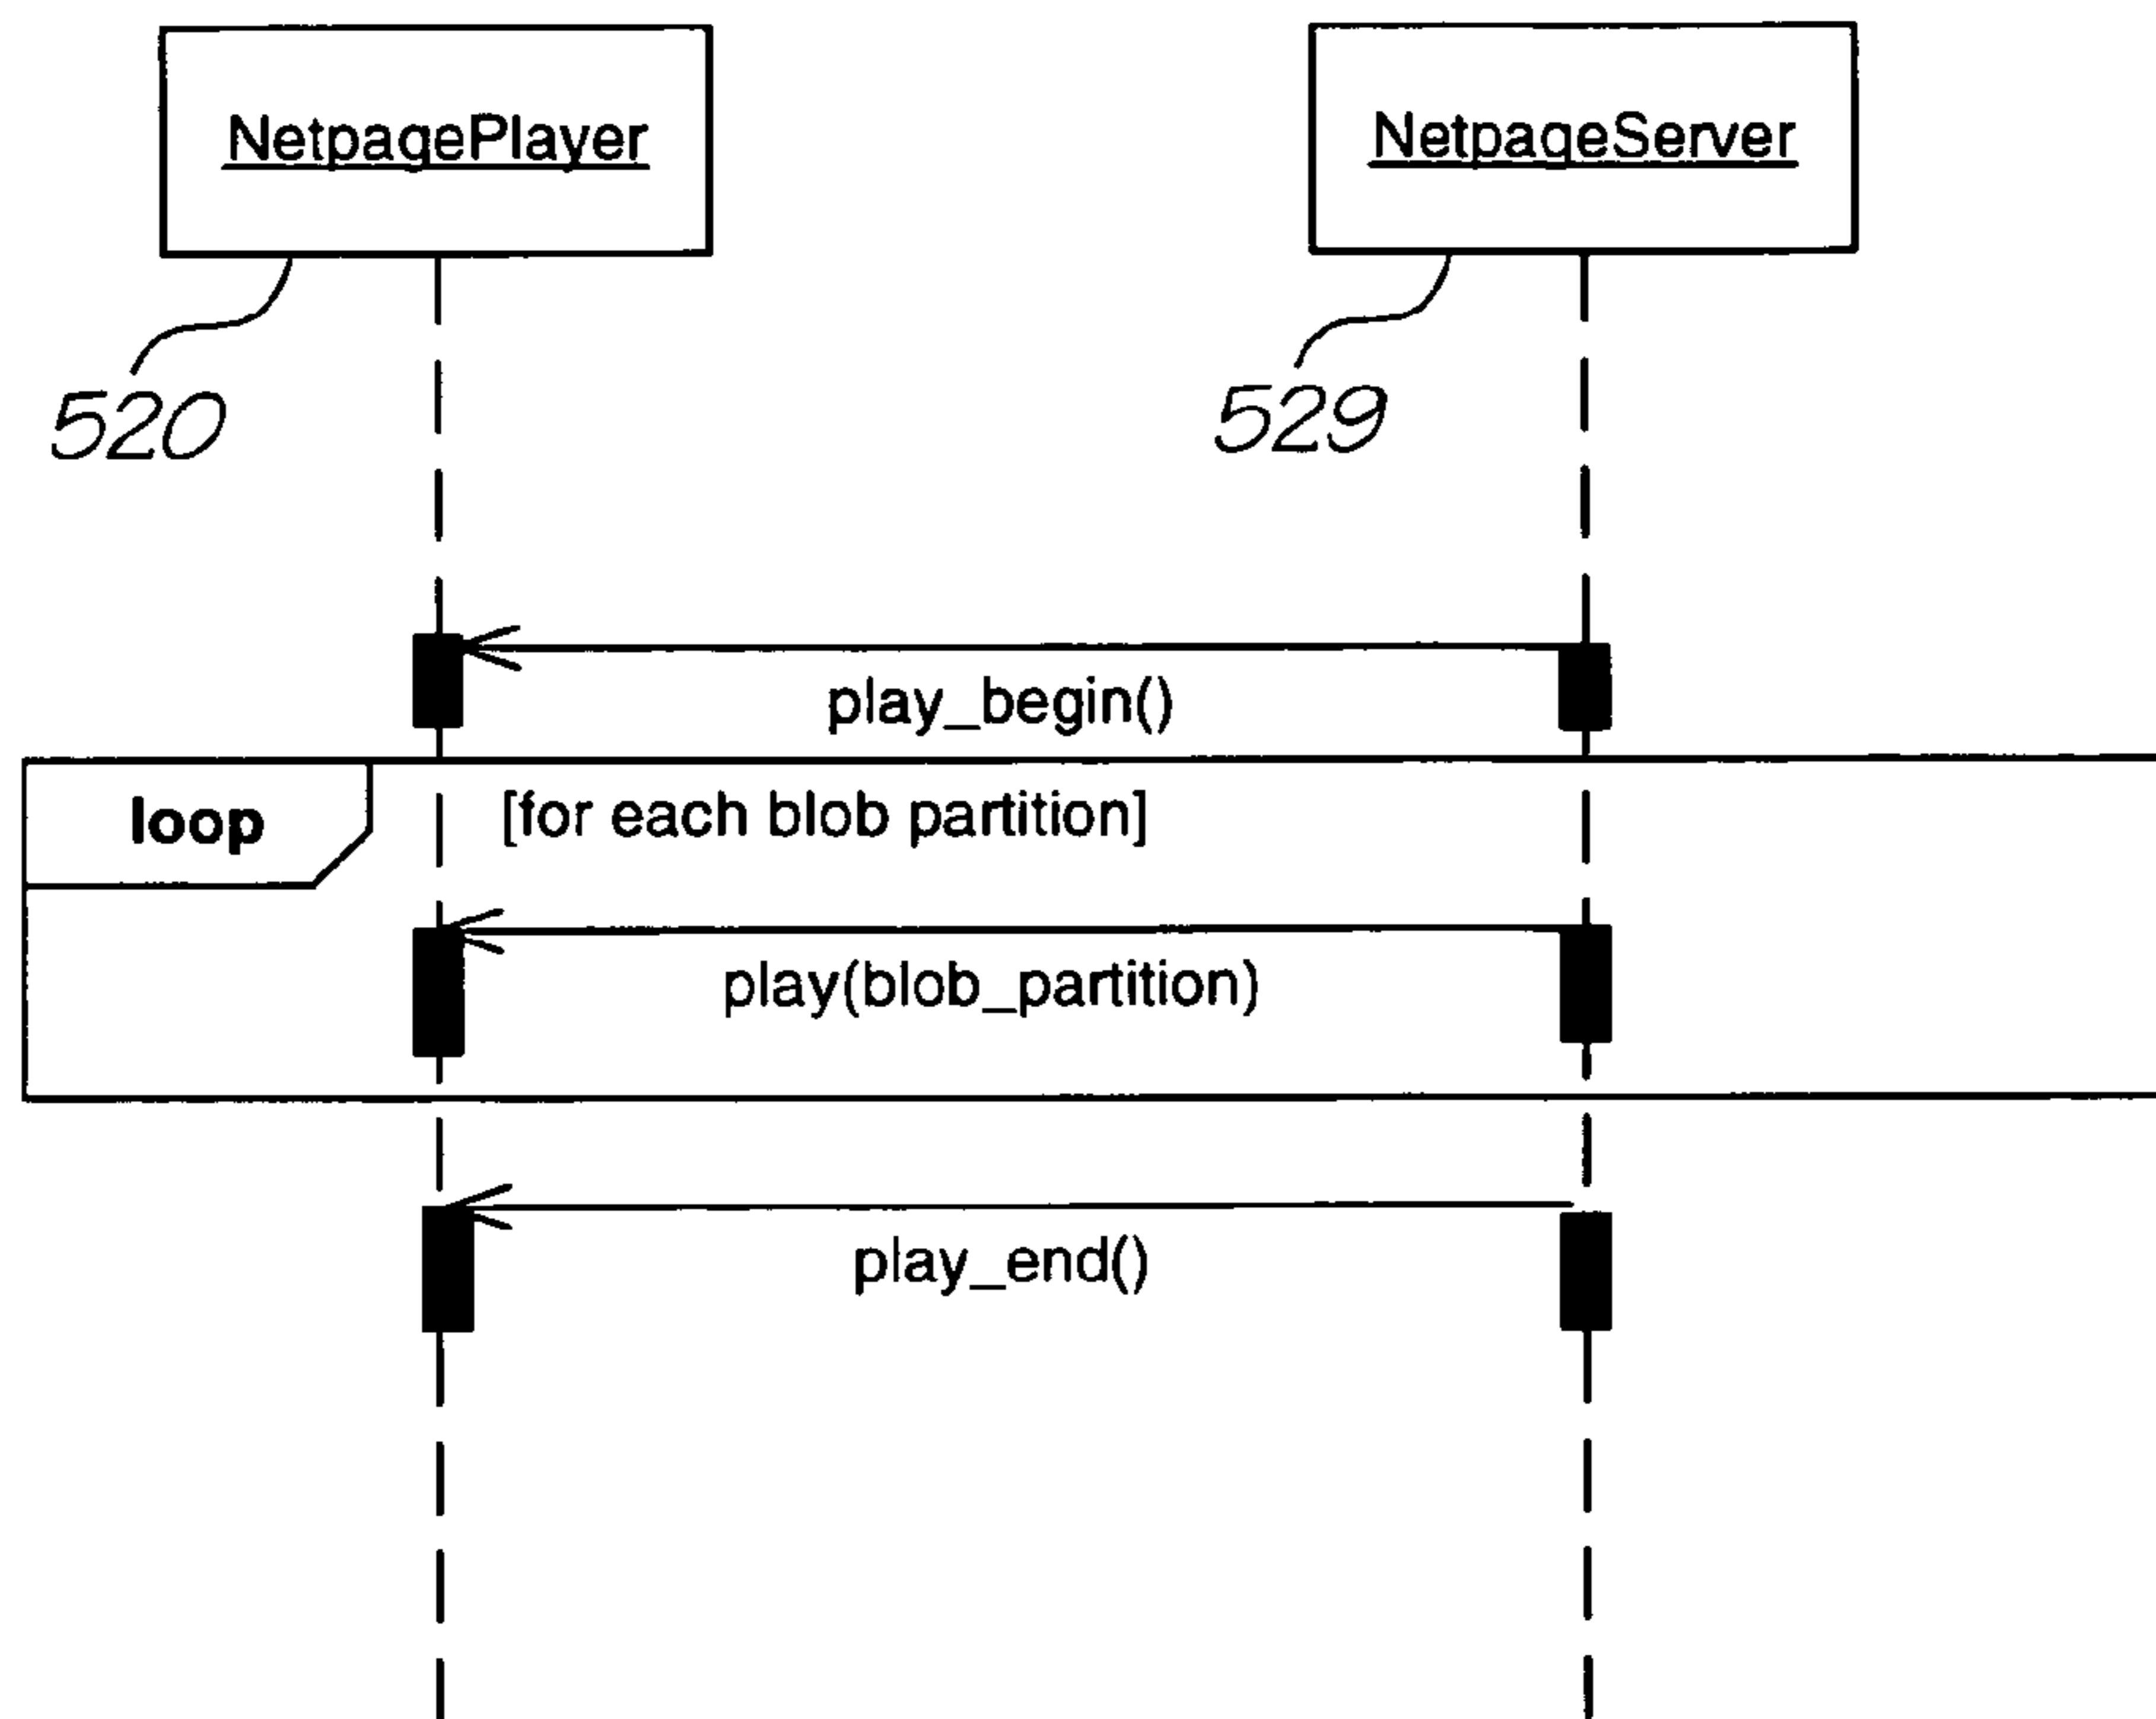 NetpagePlayer
NetpageServer
520
529
play_begin()
loop
[for each blob partition]
play(blob_partition)
play_end()